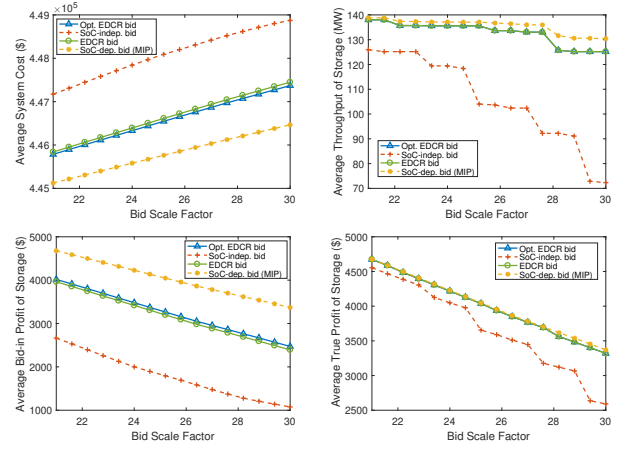 ×10⁵
4.49
4.48
4.47
4.46
4.45
Average System Cost ($)
Opt. EDCR bid
SoC-indep. bid
EDCR bid
SoC-dep. bid (MIP)
22 24 26 28 30
Bid Scale Factor
140
130
120
110
100
90
80
70
Average Throughput of Storage (MW)
Opt. EDCR bid
SoC-indep. bid
EDCR bid
SoC-dep. bid (MIP)
22 24 26 28 30
Bid Scale Factor
5000
4000
3000
2000
1000
Average Bid-in Profit of Storage ($)
Opt. EDCR bid
SoC-indep. bid
EDCR bid
SoC-dep. bid (MIP)
22 24 26 28 30
Bid Scale Factor
5000
4500
4000
3500
3000
2500
Average True Profit of Storage ($)
Opt. EDCR bid
SoC-indep. bid
EDCR bid
SoC-dep. bid (MIP)
22 24 26 28 30
Bid Scale Factor